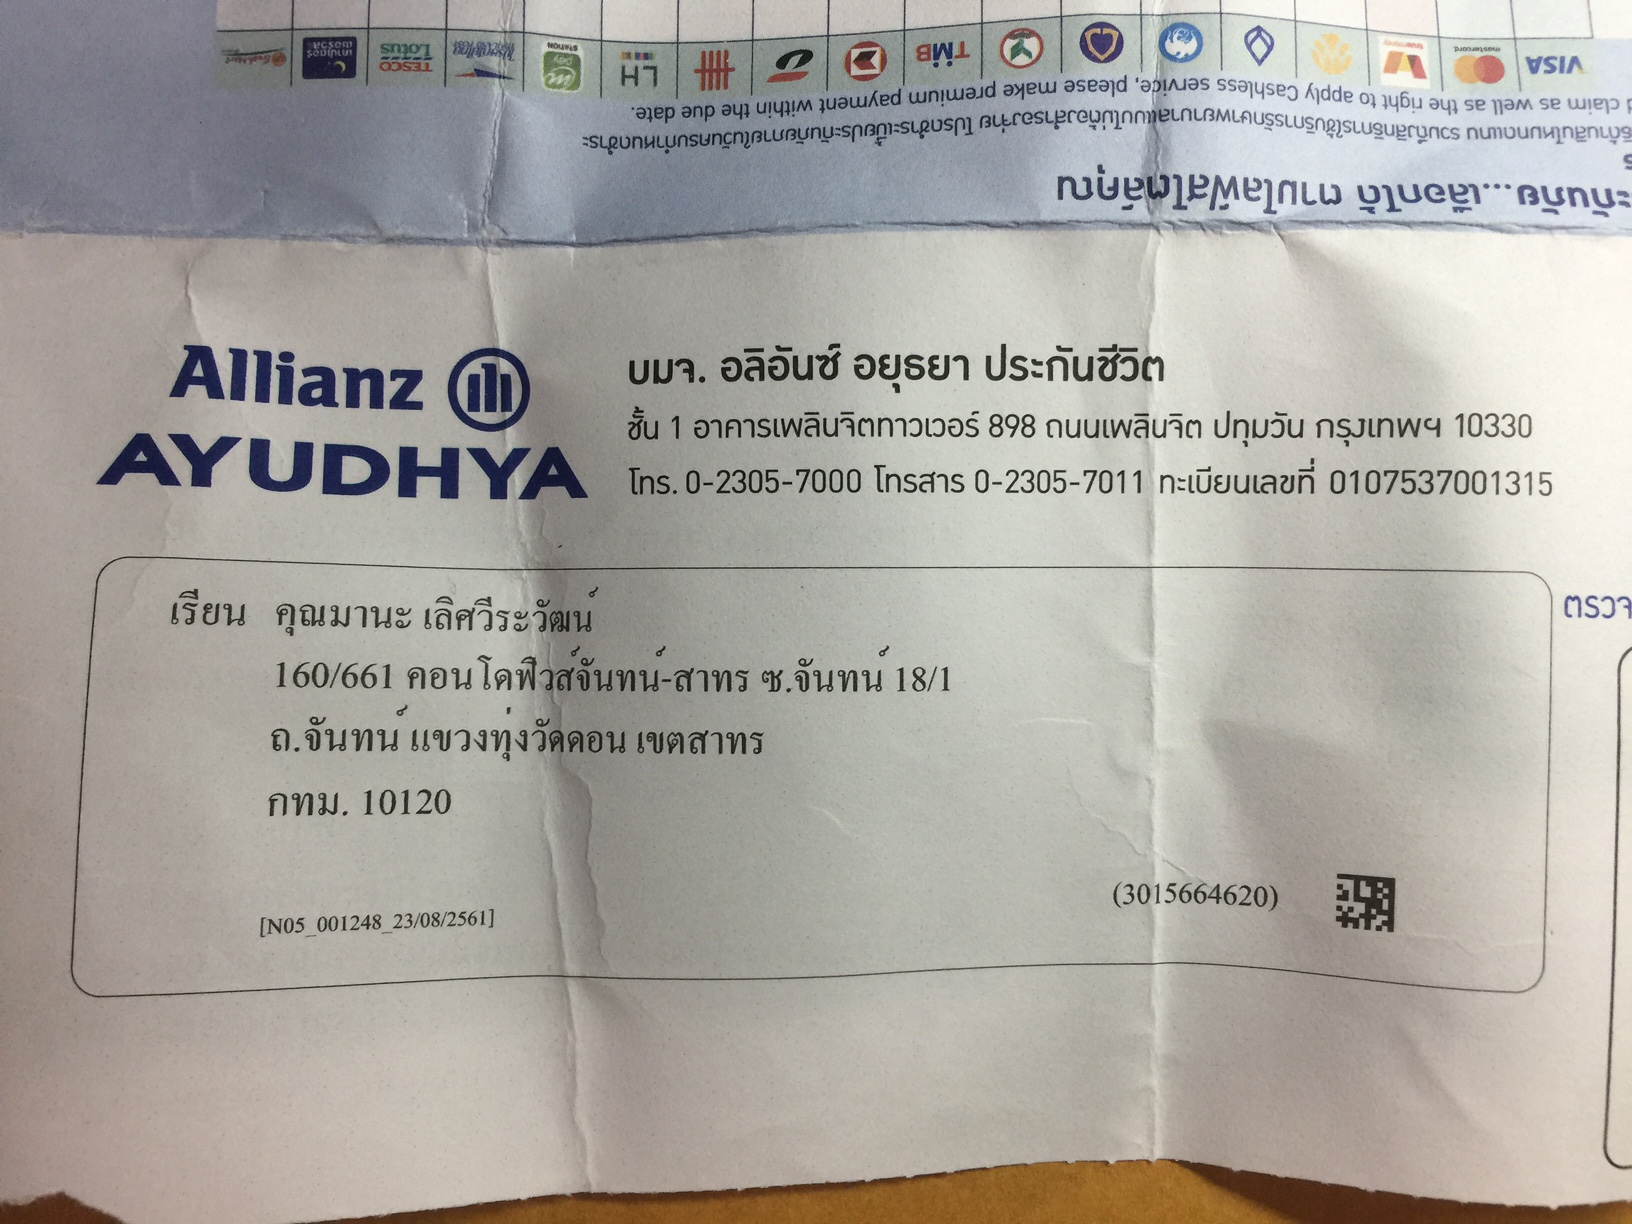 VISA
mastercard
TMB
LH
STATION
TESCO
Lotus
d claim as well as the right to apply Cashless service, please make premium payment within the due date.
Allianz
AYUDHYA
บมจ. อลิอันซ์ อยุธยา ประกันชีวิต
ชั้น 1 อาคารเพลินจิตทาวเวอร์ 898 ถนนเพลินจิต ปทุมวัน กรุงเทพฯ 10330
โทร. 0-2305-7000 โทรสาร 0-2305-7011 ทะเบียนเลขที่ 0107537001315
เรียน คุณมานะ เลิศวีระวัฒน์
160/661 คอนโดฟิวส์จันทน์-สาทร ซ.จันทน์ 18/1
ถ.จันทน์ แขวงทุ่งวัดดอน เขตสาทร
กทม. 10120
(3015664620)
[N05_001248_23/08/2561]
ตรวจ